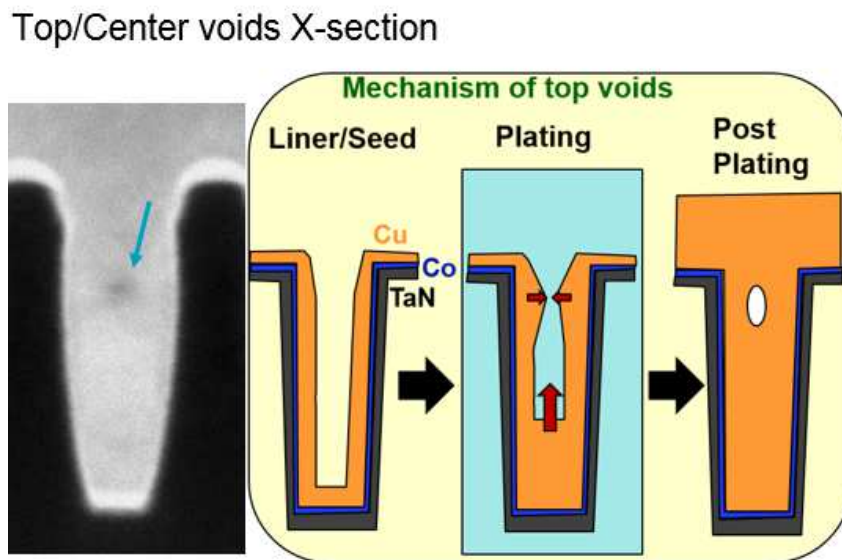 Top/Center voids X-section
Mechanism of top voids
Liner/Seed
Plating
Post
Plating
Cu
Co
TaN